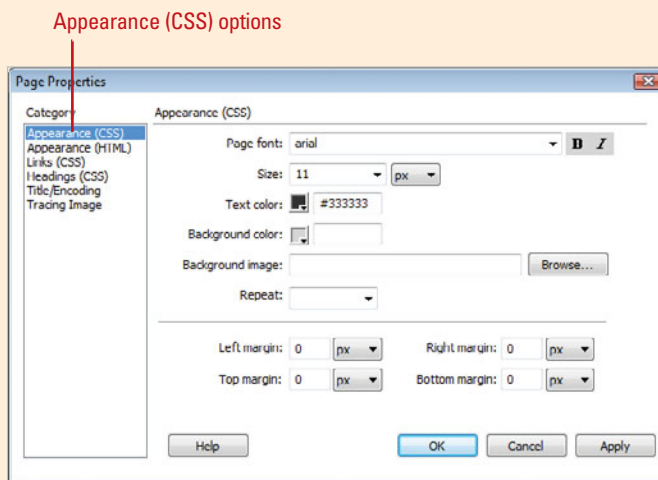 Appearance (CSS) options
Page Properties
Category
Appearance (CSS)
Appearance (CSS)
Appearance (HTML)
Links (CSS)
Headings (CSS)
Title/Encoding
Tracing Image
Page font: arial B I
Size: 11 px
Text color: #333333
Background color:
Background image: Browse...
Repeat:
Left margin: 0 px Right margin: 0 px
Top margin: 0 px Bottom margin: 0 px
Help OK Cancel Apply